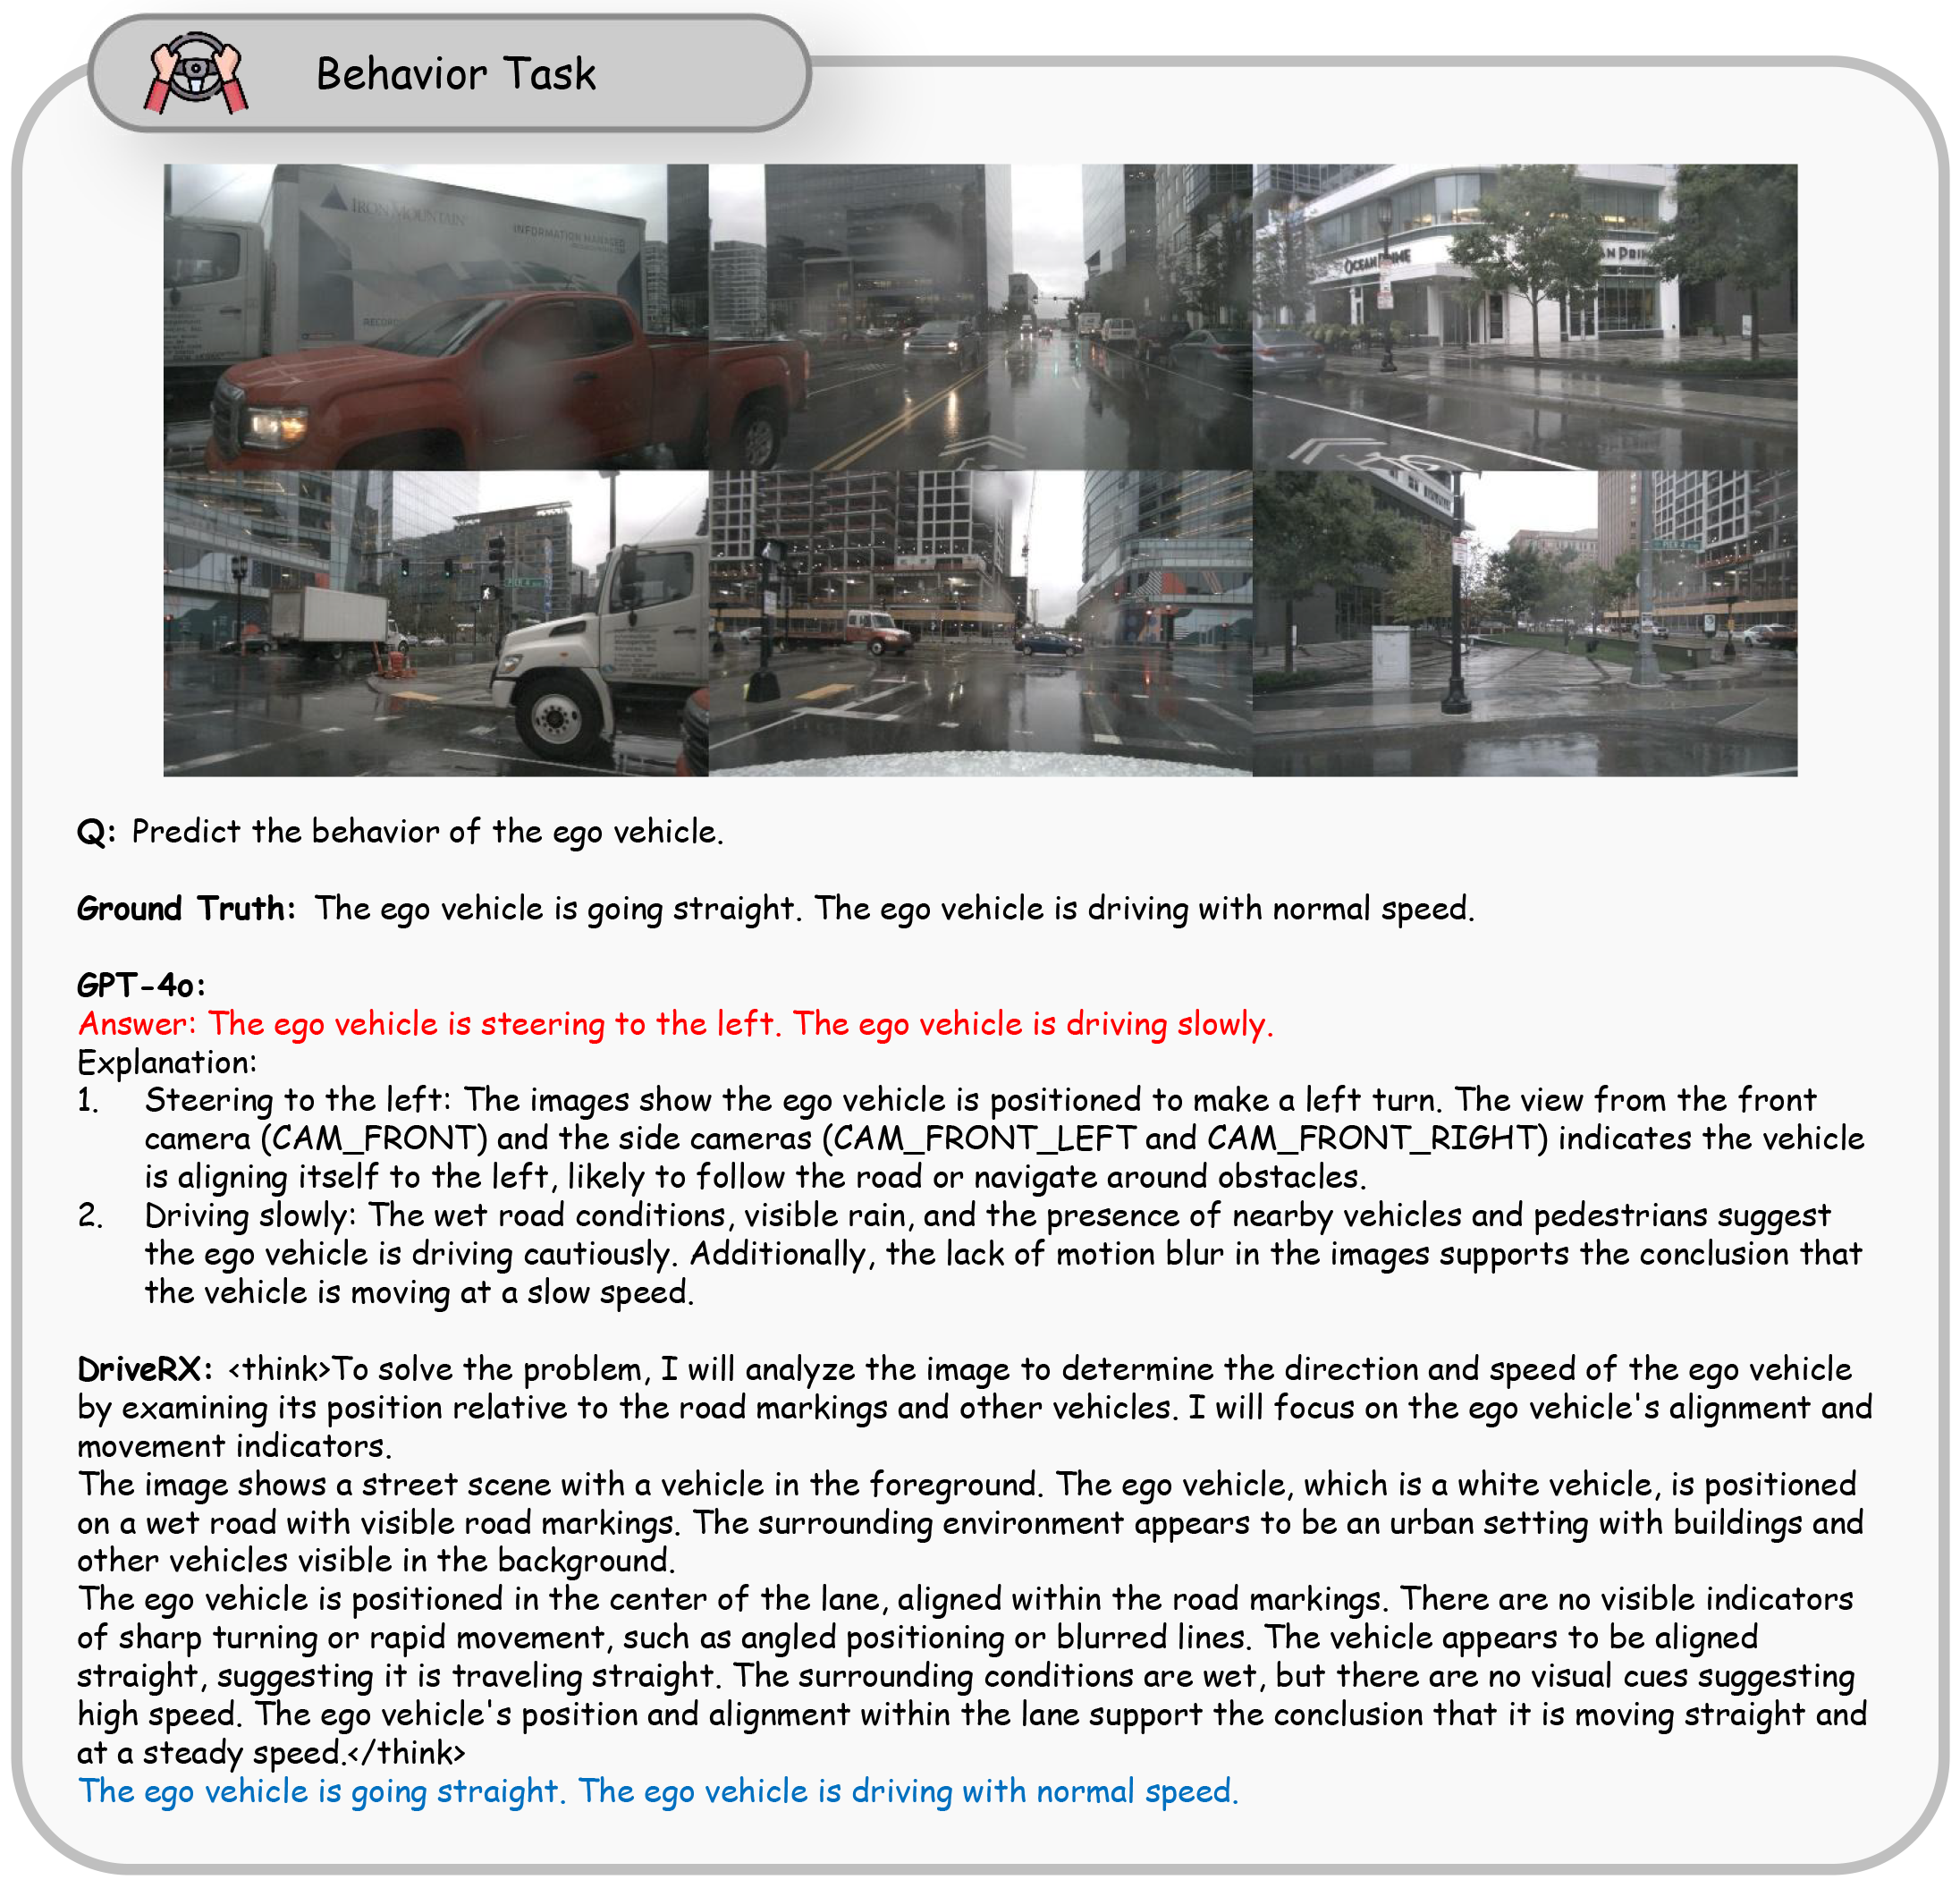 Behavior Task
IRON MOUNTAIN
INFORMATION MANAGED
OCEAN PRIME
AN PRIM
Q: Predict the behavior of the ego vehicle.
Ground Truth: The ego vehicle is going straight. The ego vehicle is driving with normal speed.
GPT-4o:
Answer: The ego vehicle is steering to the left. The ego vehicle is driving slowly.
Explanation:
1. Steering to the left: The images show the ego vehicle is positioned to make a left turn. The view from the front
camera (CAM_FRONT) and the side cameras (CAM_FRONT_LEFT and CAM_FRONT_RIGHT) indicates the vehicle
is aligning itself to the left, likely to follow the road or navigate around obstacles.
2. Driving slowly: The wet road conditions, visible rain, and the presence of nearby vehicles and pedestrians suggest
the ego vehicle is driving cautiously. Additionally, the lack of motion blur in the images supports the conclusion that
the vehicle is moving at a slow speed.
DriveRX: <think>To solve the problem, I will analyze the image to determine the direction and speed of the ego vehicle
by examining its position relative to the road markings and other vehicles. I will focus on the ego vehicle's alignment and
movement indicators.
The image shows a street scene with a vehicle in the foreground. The ego vehicle, which is a white vehicle, is positioned
on a wet road with visible road markings. The surrounding environment appears to be an urban setting with buildings and
other vehicles visible in the background.
The ego vehicle is positioned in the center of the lane, aligned within the road markings. There are no visible indicators
of sharp turning or rapid movement, such as angled positioning or blurred lines. The vehicle appears to be aligned
straight, suggesting it is traveling straight. The surrounding conditions are wet, but there are no visual cues suggesting
high speed. The ego vehicle's position and alignment within the lane support the conclusion that it is moving straight and
at a steady speed.</think>
The ego vehicle is going straight. The ego vehicle is driving with normal speed.